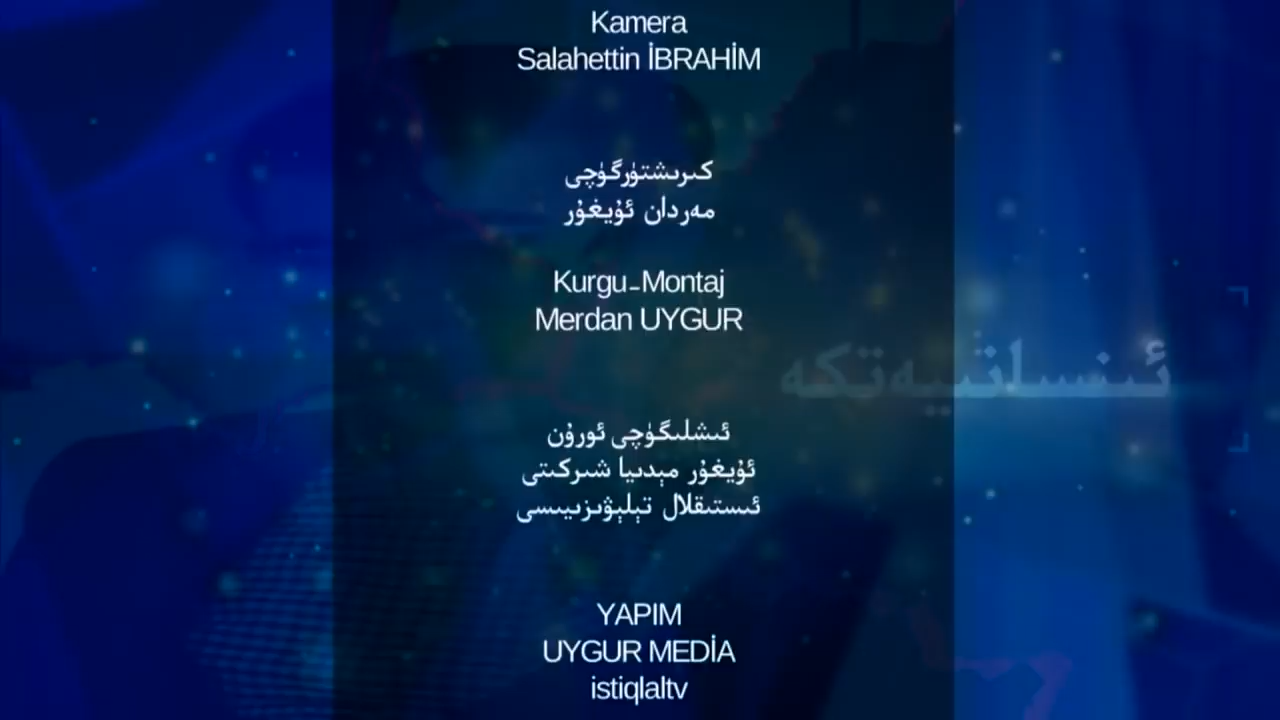 Kamera
Salahettin İBRAHİM
كىرىشتۈرگۈچى
مەردان ئۇيغۇر
Kurgu-Montaj
Merdan UYGUR
ئىنسانىيەتكە
ئىشلىگۈچى ئورۇن
ئۇيغۇر مېدىيا شىركىتى
ئىستىقلال تېلېۋىزىيىسى
YAPIM
UYGUR MEDİA
istiqlaltv